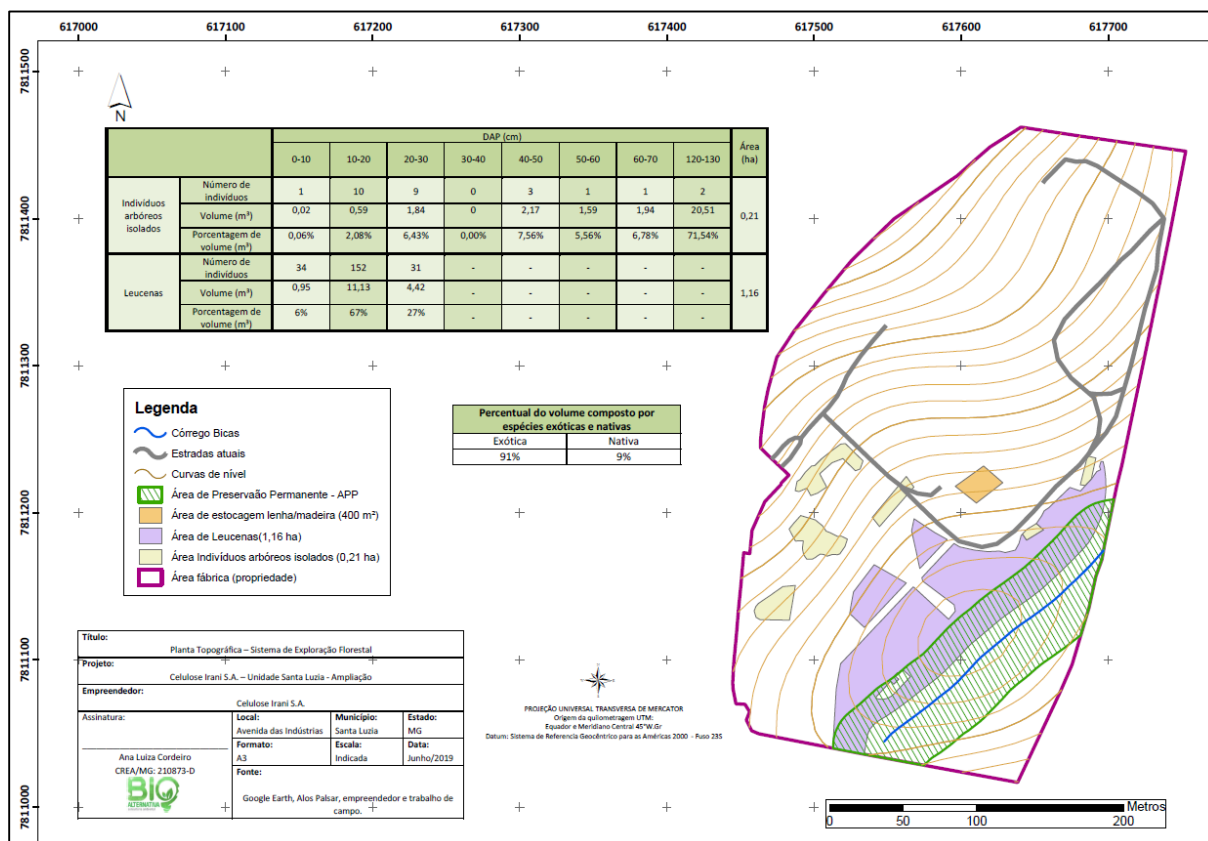 617000 617100 617200 617300 617400 617500 617600 617700
7811500
7811400
7811300
7811200
7811100
7811000
N
DAP (cm) Área (ha)
0-10 10-20 20-30 30-40 40-50 50-60 60-70 120-130
Indivíduos arbóreos isolados
Número de indivíduos 1 10 9 0 3 1 1 2
Volume (m³) 0,02 0,59 1,84 0 2,17 1,59 1,94 20,51 0,21
Porcentagem de volume (m³) 0,06% 2,08% 6,43% 0,00% 7,56% 5,56% 6,78% 71,54%
Leucenas
Número de indivíduos 34 152 31 - - - - -
Volume (m³) 0,95 11,13 4,42 - - - - - 1,16
Porcentagem de volume (m³) 6% 67% 27% - - - - -
Legenda
Córrego Bicas
Estradas atuais
Curvas de nível
Área de Preservaão Permanente - APP
Área de estocagem lenha/madeira (400 m²)
Área de Leucenas(1,16 ha)
Área Indivíduos arbóreos isolados (0,21 ha)
Área fábrica (propriedade)
Percentual do volume composto por
espécies exóticas e nativas
Exótica Nativa
91% 9%
Título:
Planta Topográfica – Sistema de Exploração Florestal
Projeto:
Celulose Irani S.A. – Unidade Santa Luzia - Ampliação
Empreendedor:
Celulose Irani S.A.
Assinatura:
Ana Luiza Cordeiro
CREA/MG: 210873-D
BIO
ALTERNATIVA
Local: Município: Estado:
Avenida das Indústrias Santa Luzia MG
Formato: Escala: Data:
A3 Indicada Junho/2019
Fonte:
Google Earth, Alos Palsar, empreendedor e trabalho de
campo.
PROJEÇÃO UNIVERSAL TRANSVERSA DE MERCATOR
Origem da quilometragem UTM:
Equador e Meridiano Central 45°W.Gr
Datum: Sistema de Referencia Geocêntrico para as Américas 2000 - Fuso 23S
Metros
0 50 100 200